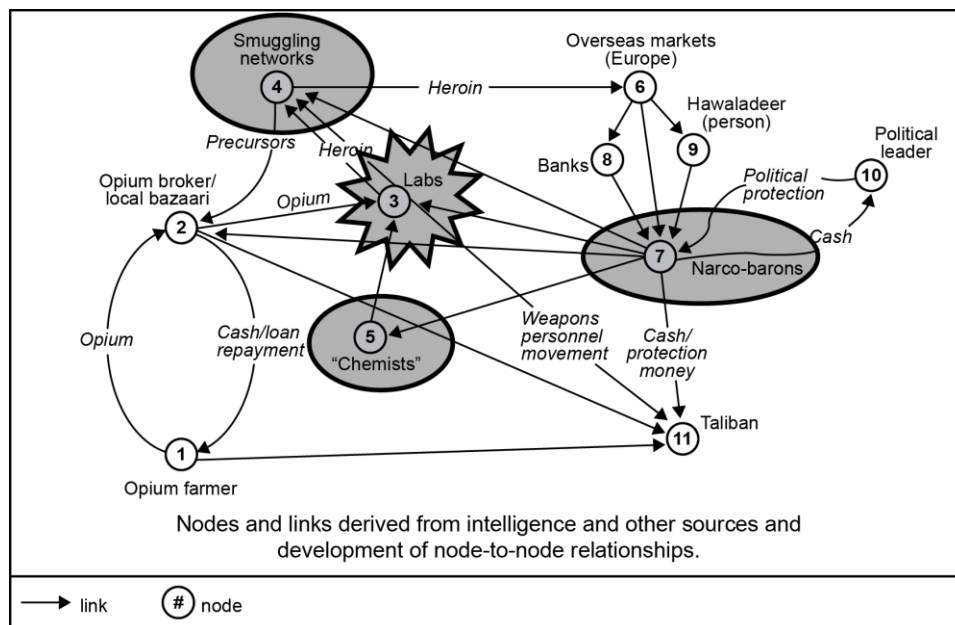 Smuggling
networks
4
Heroin
Precursors
Heroin
Overseas markets
(Europe)
6
Hawaladeer
(person)
8
9
Banks
Political
leader
10
Political
protection
Cash
Opium broker/
local bazaari
2
Opium
Labs
3
7
Narco-barons
Opium
Cash/loan
repayment
5
“Chemists”
Weapons
personnel
movement
Cash/
protection
money
Taliban
11
1
Opium farmer
Nodes and links derived from intelligence and other sources and
development of node-to-node relationships.
link
# node